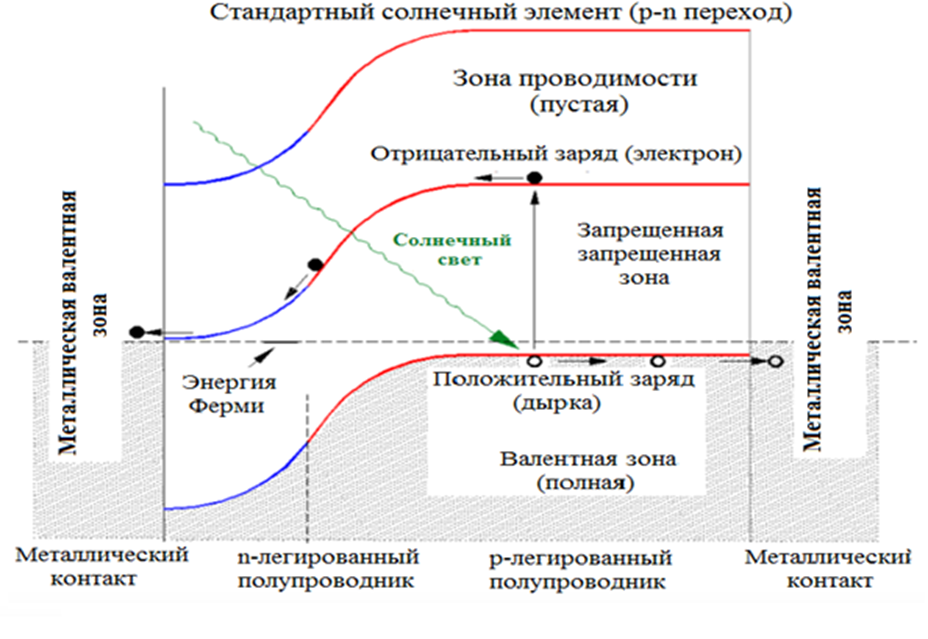 Стандартный солнечный элемент (p-n переход)
Зона проводимости
(пустая)
Отрицательный заряд (электрон)
Солнечный
свет
Запрещенная
запрещенная
зона
Металлическая валентная
зона
Металлическая валентная
зона
Энергия
Ферми
Положительный заряд
(дырка)
Валентная зона
(полная)
Металлический
контакт
n-легированный
полупроводник
p-легированный
полупроводник
Металлический
контакт